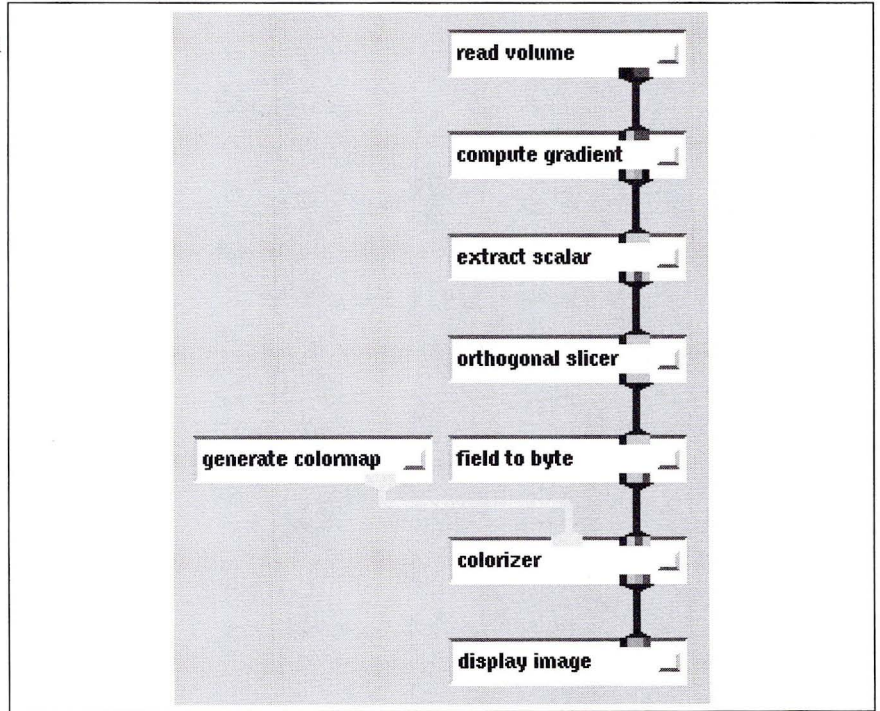 read volume
compute gradient
extract scalar
orthogonal slicer
generate colormap
field to byte
colorizer
display image